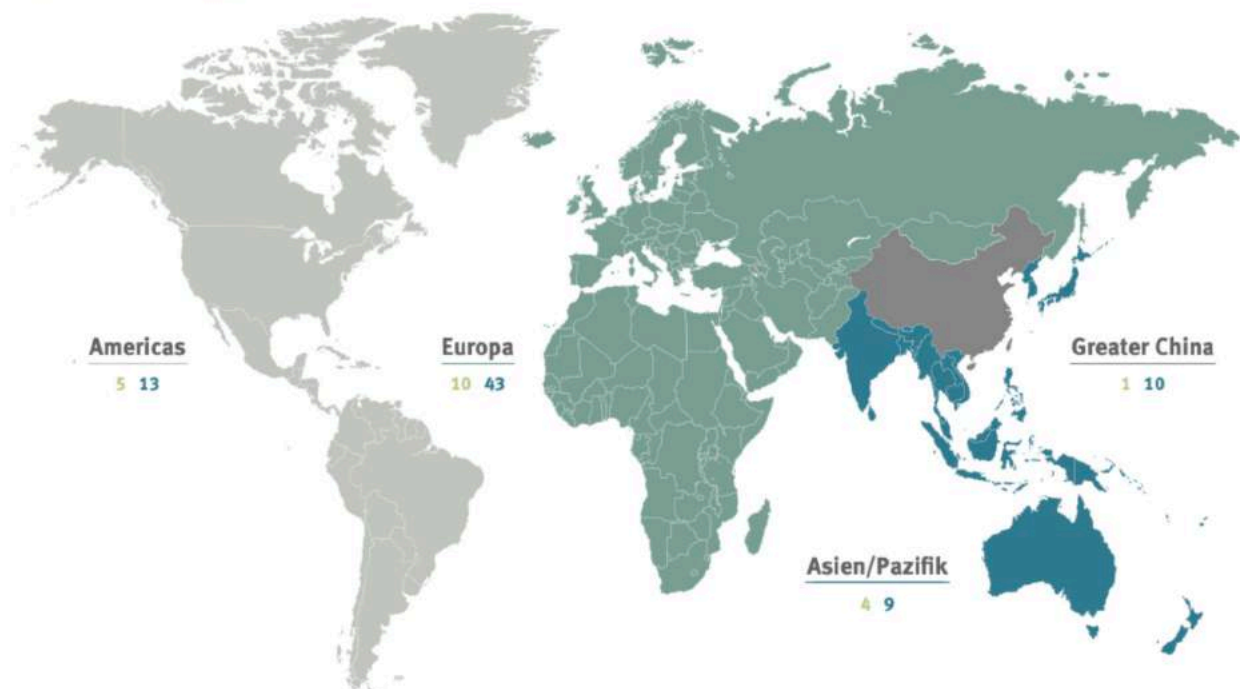 Americas
5 13
Europa
10 43
Greater China
1 10
Asien/Pazifik
4 9